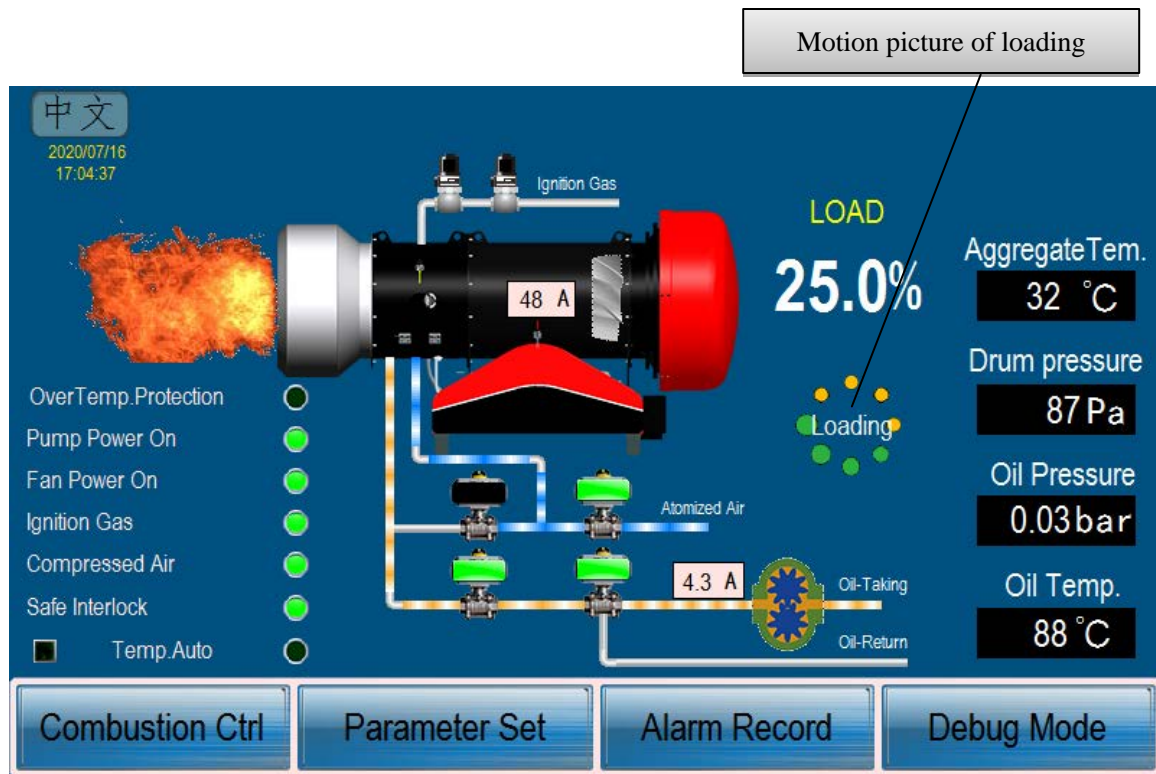 Motion picture of loading
中文
2020/07/16
17:04:37
Ignition Gas
LOAD
25.0%
AggregateTem.
32 °C
48 A
Drum pressure
87 Pa
OverTemp.Protection
Pump Power On
Fan Power On
Ignition Gas
Compressed Air
Safe Interlock
Temp.Auto
Loading
Oil Pressure
0.03bar
Atomized Air
4.3 A
Oil-Taking
Oil-Return
Oil Temp.
88 °C
Combustion Ctrl
Parameter Set
Alarm Record
Debug Mode